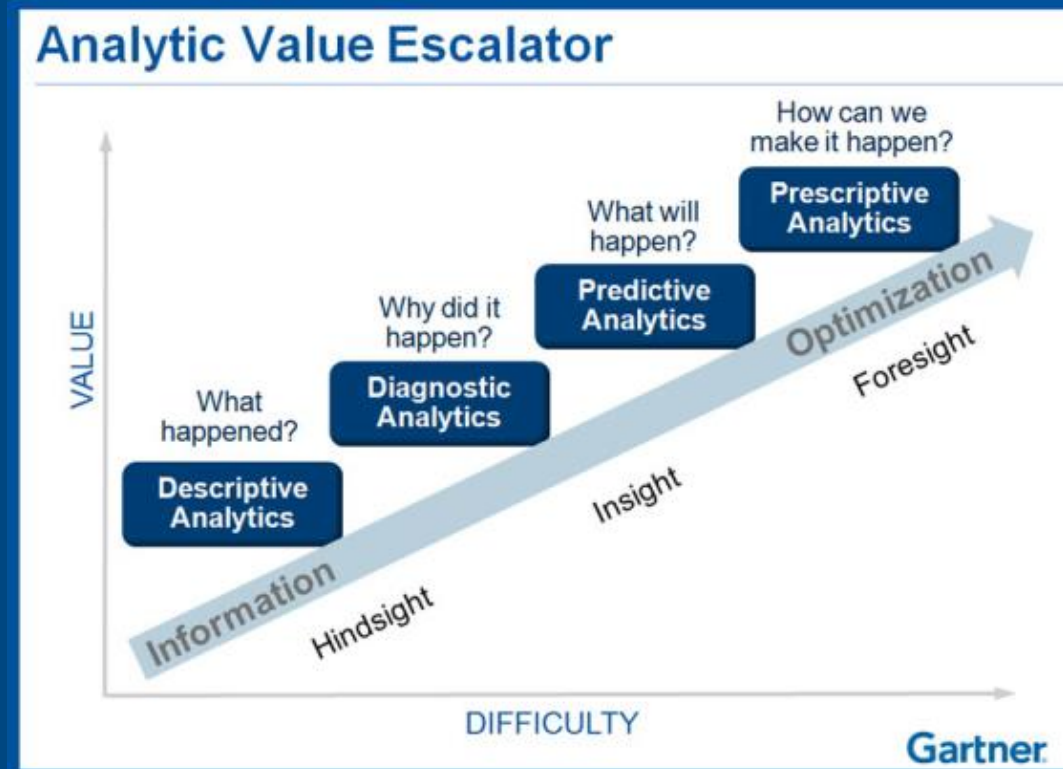 Analytic Value Escalator
How can we
make it happen?
Prescriptive
Analytics
What will
happen?
Predictive
Analytics
Why did it
happen?
Diagnostic
Analytics
What
happened?
Descriptive
Analytics
VALUE
Information
Optimization
Hindsight
Insight
Foresight
DIFFICULTY
Gartner